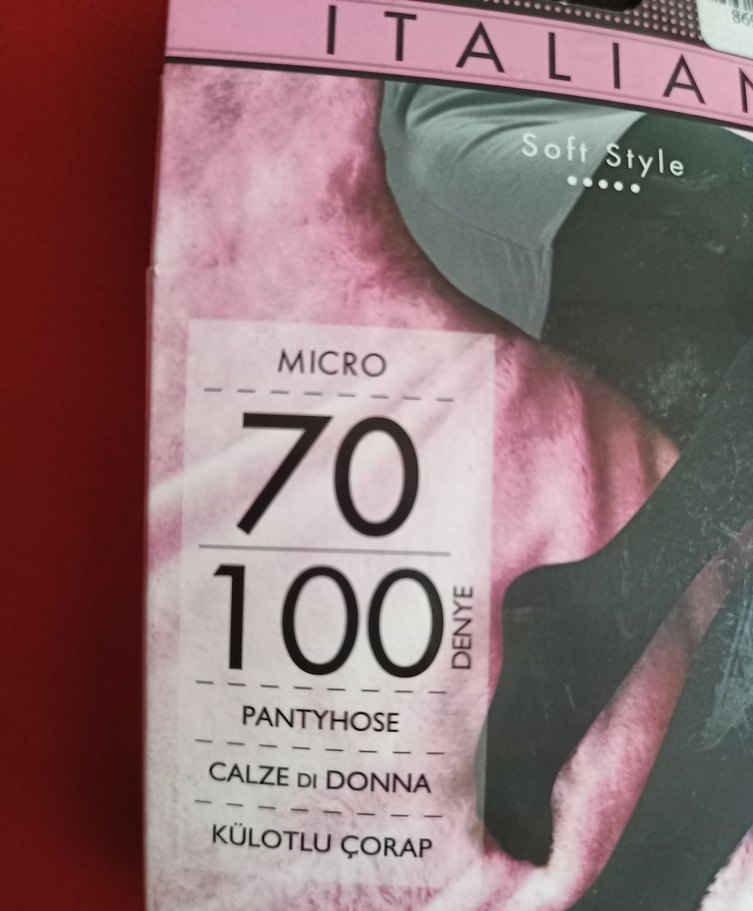 ITALIAN
Soft Style
MICRO
70
100
DENYE
PANTYHOSE
CALZE DI DONNA
KÜLOTLU ÇORAP